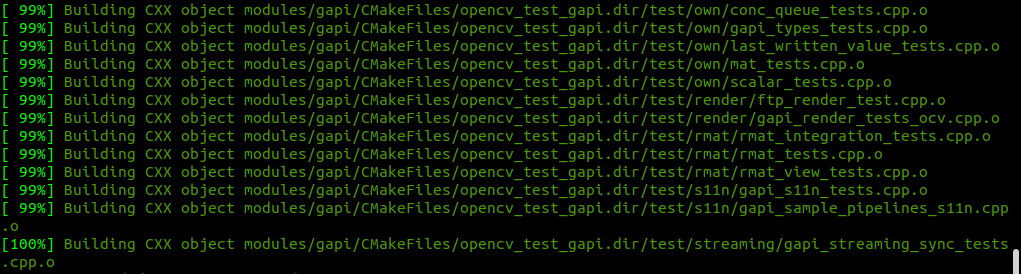 [ 99%] Building CXX object modules/gapi/CMakeFiles/opencv_test_gapi.dir/test/own/conc_queue_tests.cpp.o
[ 99%] Building CXX object modules/gapi/CMakeFiles/opencv_test_gapi.dir/test/own/gapi_types_tests.cpp.o
[ 99%] Building CXX object modules/gapi/CMakeFiles/opencv_test_gapi.dir/test/own/last_written_value_tests.cpp.o
[ 99%] Building CXX object modules/gapi/CMakeFiles/opencv_test_gapi.dir/test/own/mat_tests.cpp.o
[ 99%] Building CXX object modules/gapi/CMakeFiles/opencv_test_gapi.dir/test/own/scalar_tests.cpp.o
[ 99%] Building CXX object modules/gapi/CMakeFiles/opencv_test_gapi.dir/test/render/ftp_render_test.cpp.o
[ 99%] Building CXX object modules/gapi/CMakeFiles/opencv_test_gapi.dir/test/render/gapi_render_tests_ocv.cpp.o
[ 99%] Building CXX object modules/gapi/CMakeFiles/opencv_test_gapi.dir/test/rmat/rmat_integration_tests.cpp.o
[ 99%] Building CXX object modules/gapi/CMakeFiles/opencv_test_gapi.dir/test/rmat/rmat_tests.cpp.o
[ 99%] Building CXX object modules/gapi/CMakeFiles/opencv_test_gapi.dir/test/rmat/rmat_view_tests.cpp.o
[ 99%] Building CXX object modules/gapi/CMakeFiles/opencv_test_gapi.dir/test/s11n/gapi_s11n_tests.cpp.o
[ 99%] Building CXX object modules/gapi/CMakeFiles/opencv_test_gapi.dir/test/s11n/gapi_sample_pipelines_s11n.cpp
.o
[100%] Building CXX object modules/gapi/CMakeFiles/opencv_test_gapi.dir/test/streaming/gapi_streaming_sync_tests
.cpp.o